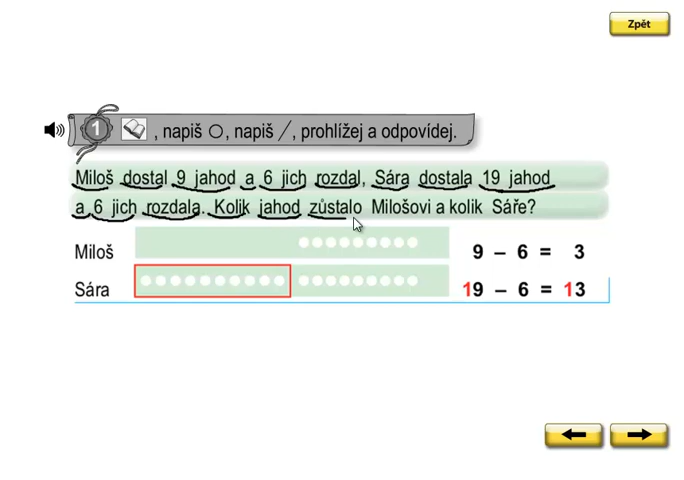 Zpět
1 , napiš ○, napiš /, prohlížej a odpovídej.
Miloš dostal 9 jahod a 6 jich rozdal, Sára dostala 19 jahod
a 6 jich rozdala. Kolik jahod zůstalo Milošovi a kolik Sáře?
Miloš 9 – 6 = 3
Sára 19 – 6 = 13